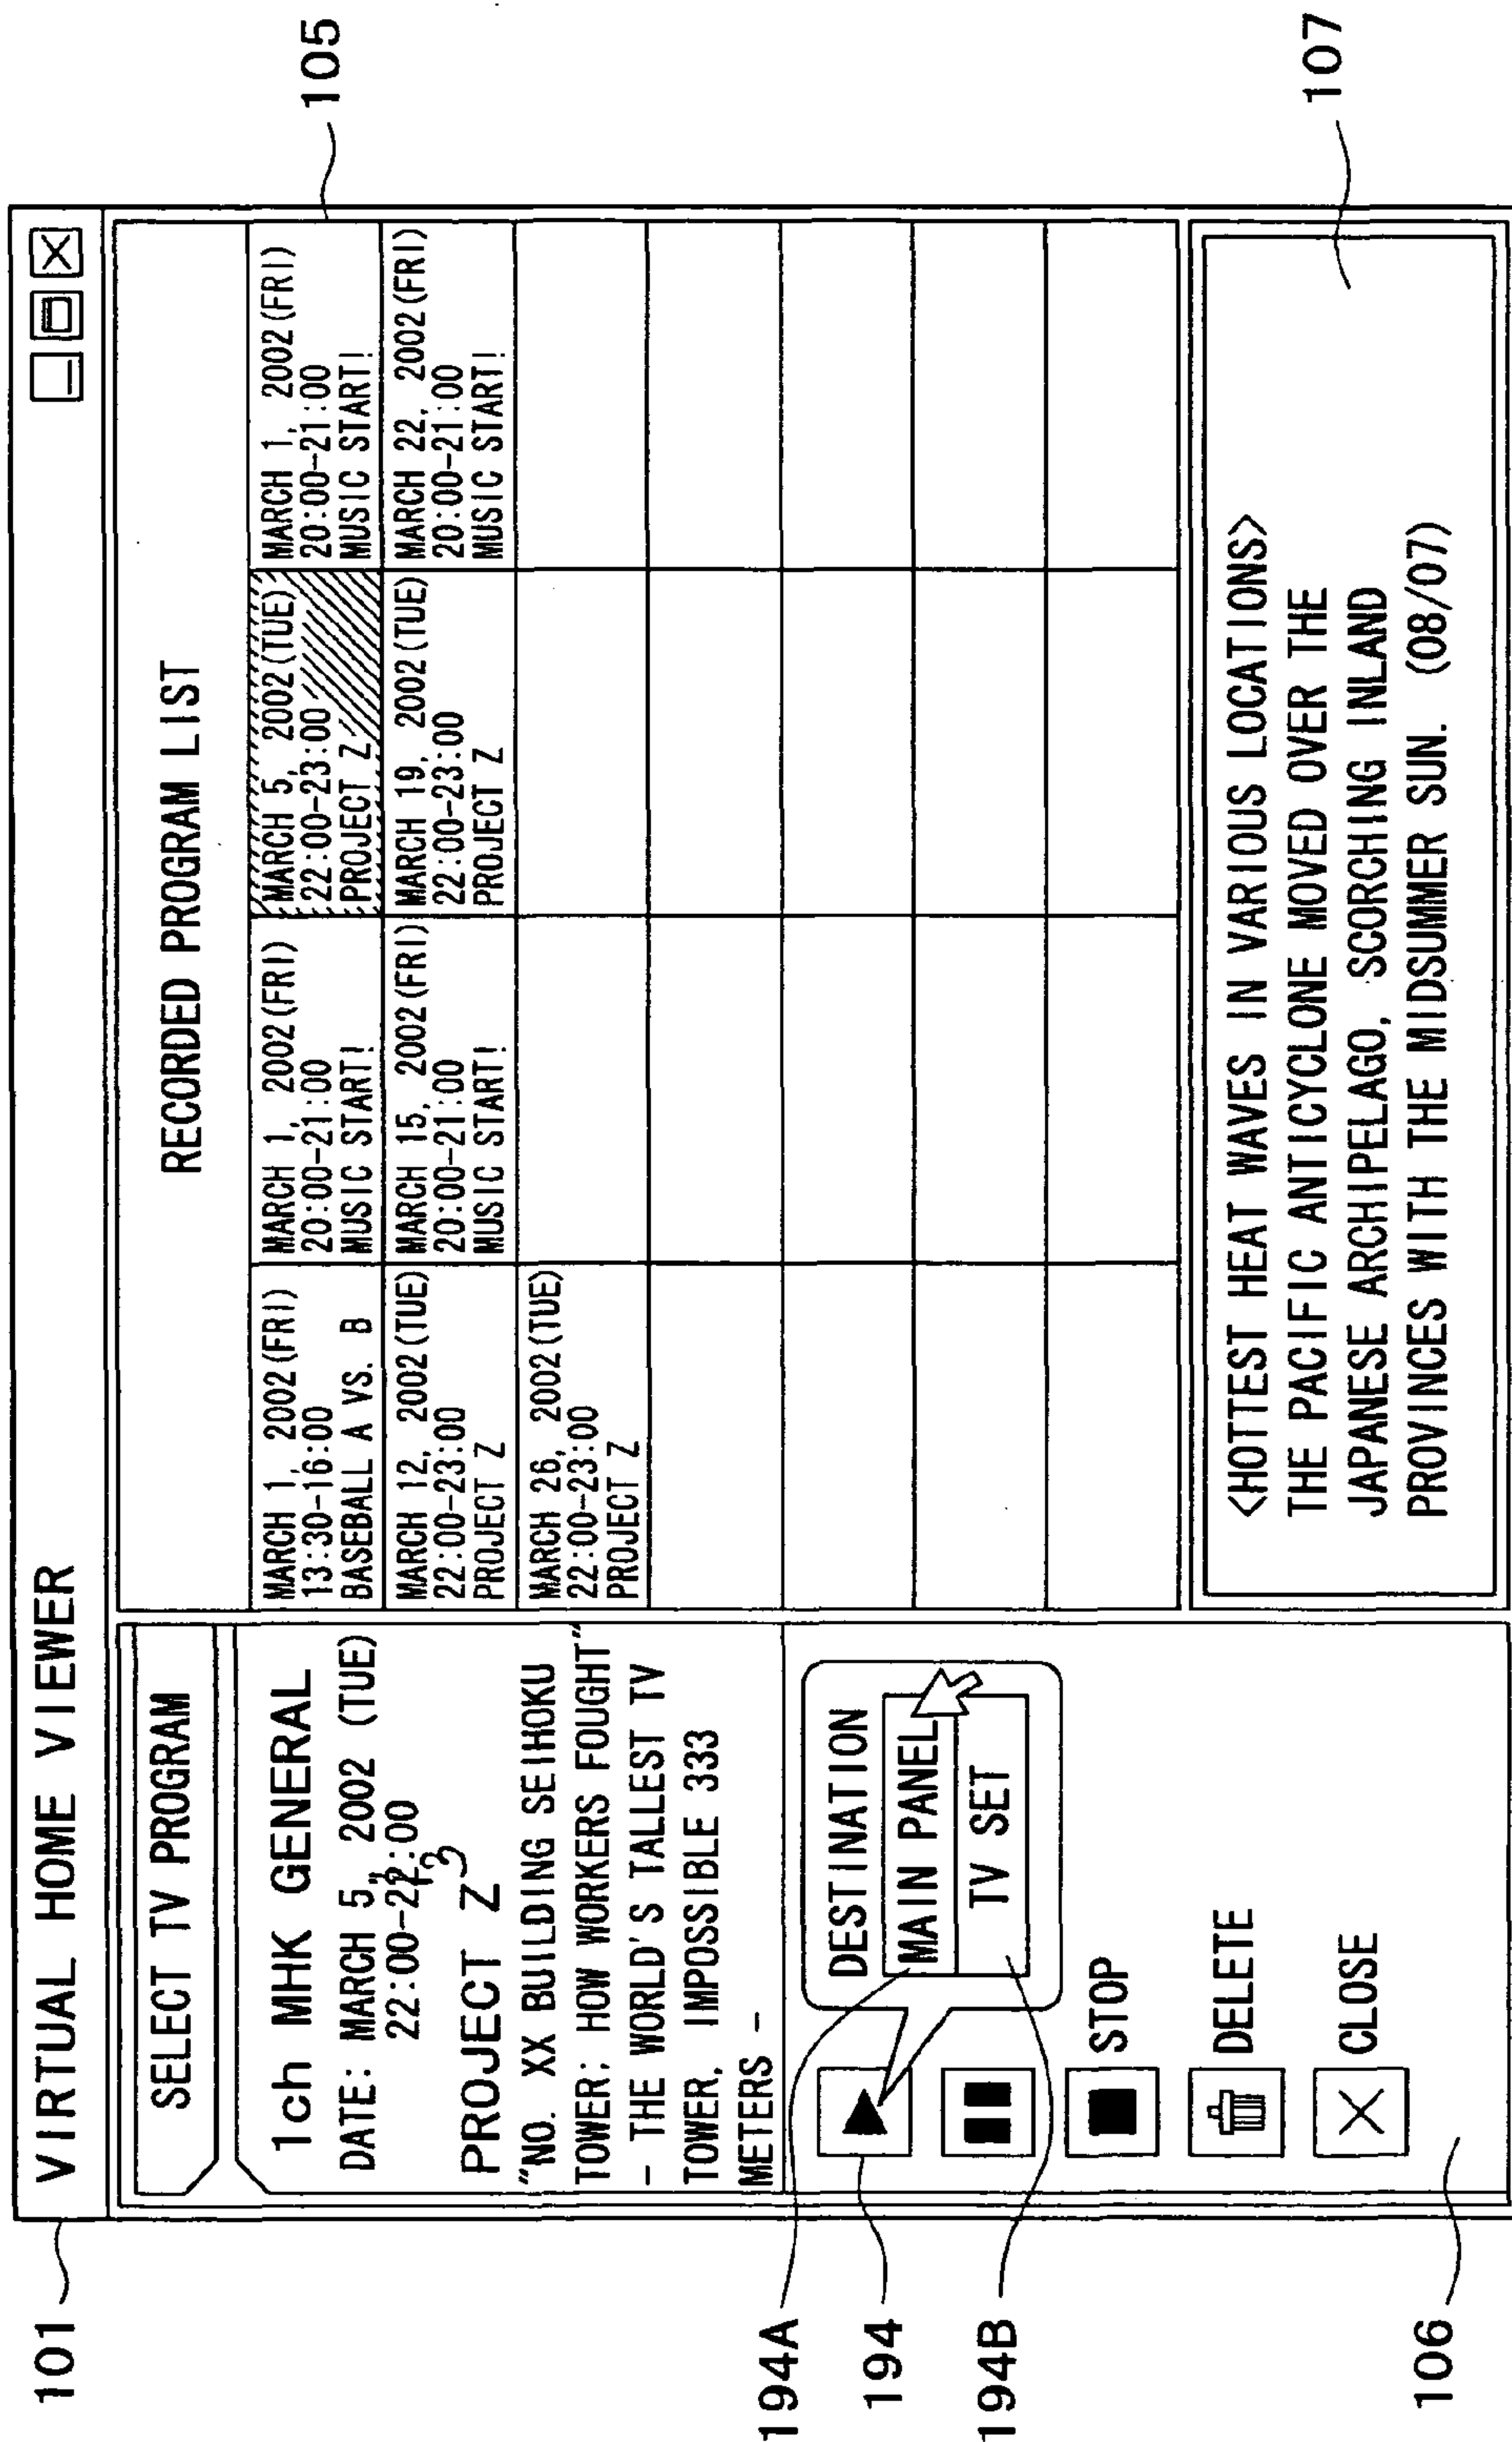 101
VIRTUAL HOME VIEWER
SELECT TV PROGRAM
1ch MHK GENERAL
DATE: MARCH 5, 2002 (TUE)
22:00-22:00
3
PROJECT Z
"NO. XX BUILDING SEIHOKU
TOWER: HOW WORKERS FOUGHT"
- THE WORLD'S TALLEST TV
TOWER, IMPOSSIBLE 333
METERS -
194A
194
194B
DESTINATION
MAIN PANEL
TV SET
STOP
DELETE
CLOSE
106
RECORDED PROGRAM LIST
105
MARCH 1, 2002(FRI)
13:30-16:00
BASEBALL A VS. B
MARCH 1, 2002(FRI)
20:00-21:00
MUSIC START!
MARCH 5, 2002(TUE)
22:00-23:00
PROJECT Z
MARCH 1, 2002(FRI)
20:00-21:00
MUSIC START!
MARCH 12, 2002(TUE)
22:00-23:00
PROJECT Z
MARCH 15, 2002(FRI)
20:00-21:00
MUSIC START!
MARCH 19, 2002(TUE)
22:00-23:00
PROJECT Z
MARCH 22, 2002(FRI)
20:00-21:00
MUSIC START!
MARCH 26, 2002(TUE)
22:00-23:00
PROJECT Z
<HOTTEST HEAT WAVES IN VARIOUS LOCATIONS>
THE PACIFIC ANTICYCLONE MOVED OVER THE
JAPANESE ARCHIPELAGO, SCORCHING INLAND
PROVINCES WITH THE MIDSUMMER SUN. (08/07)
107